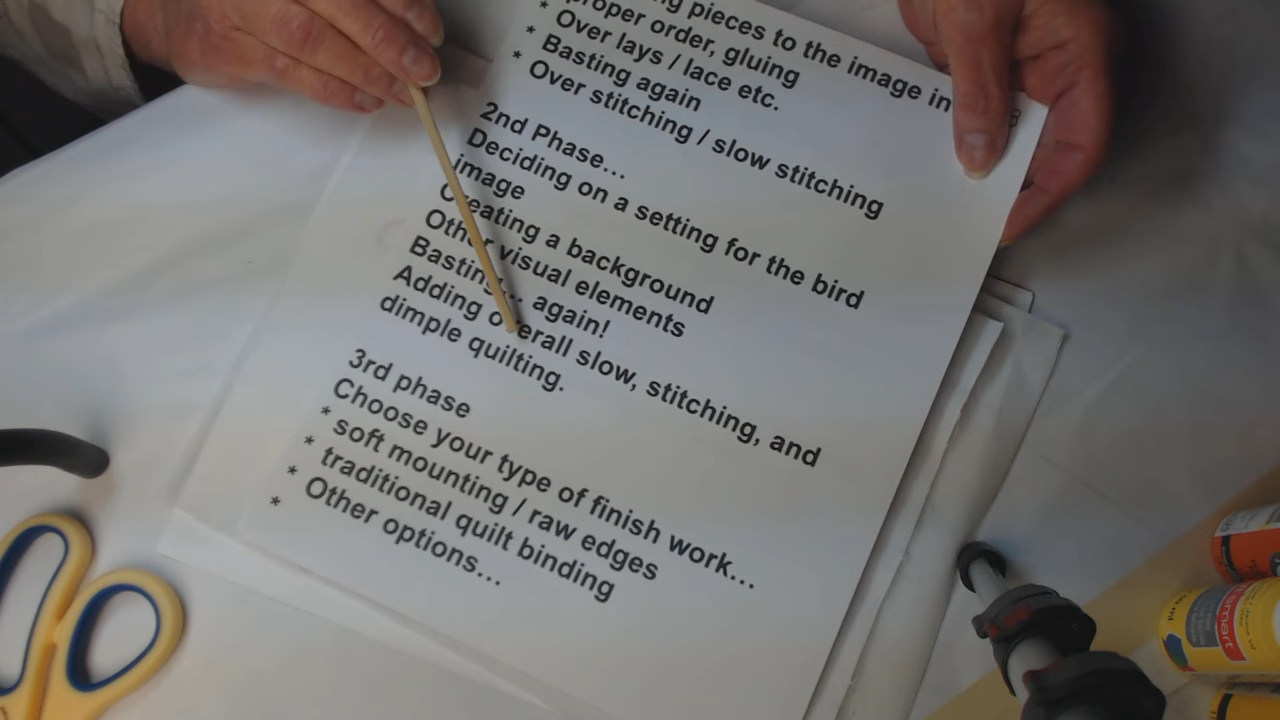 pieces to the image in
proper order, gluing
* Over lays / lace etc.
* Basting again
* Over stitching / slow stitching
2nd Phase...
Deciding on a setting for the bird
image
Creating a background
Other visual elements
Basting... again!
Adding overall slow, stitching, and
dimple quilting.
3rd phase
Choose your type of finish work...
* soft mounting / raw edges
* traditional quilt binding
* Other options...
*
smart